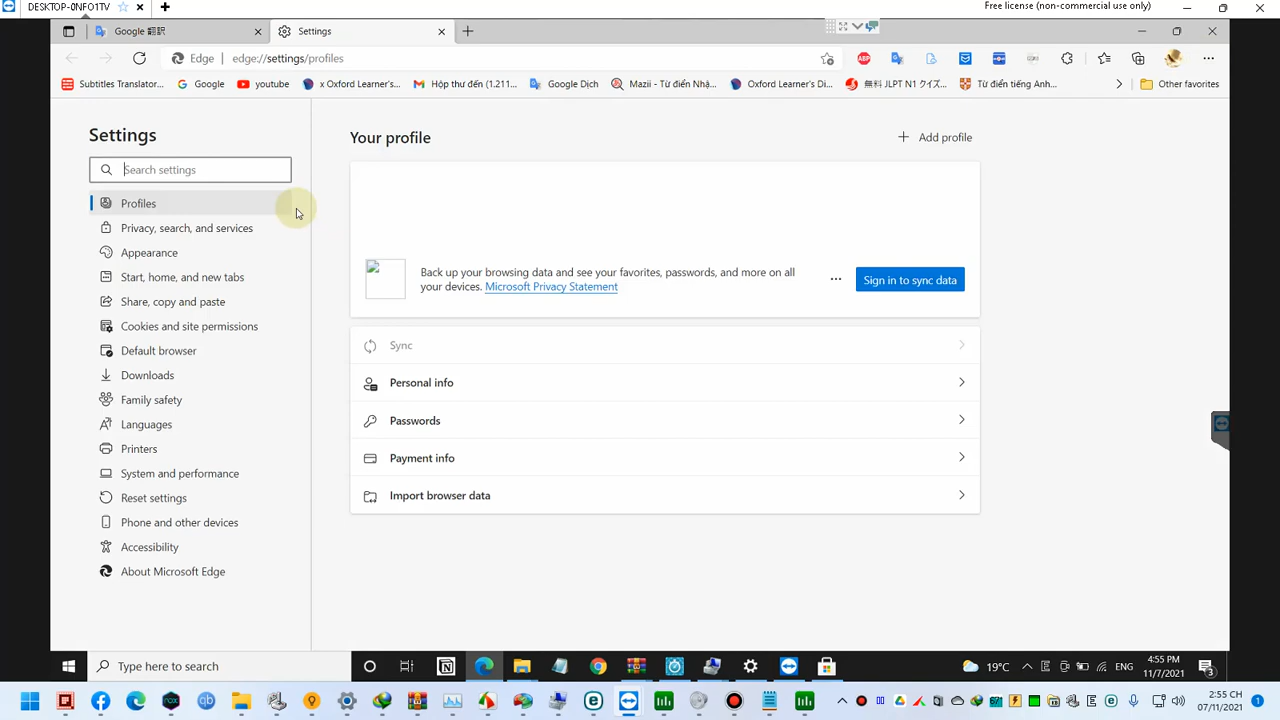 DESKTOP-0NFO1TV
Free license (non-commercial use only)
Google 翻訳
Settings
Edge
edge://settings/profiles
ABP
Subtitles Translator...
Google
youtube
x Oxford Learner's...
Hộp thư đến (1.211...
Google Dịch
Mazii - Từ điển Nhậ...
Oxford Learner's Di...
無料 JLPT N1 クイズ...
Từ điển tiếng Anh...
Other favorites
Settings
Search settings
Profiles
Privacy, search, and services
Appearance
Start, home, and new tabs
Share, copy and paste
Cookies and site permissions
Default browser
Downloads
Family safety
Languages
Printers
System and performance
Reset settings
Phone and other devices
Accessibility
About Microsoft Edge
Your profile
Add profile
Back up your browsing data and see your favorites, passwords, and more on all
your devices. Microsoft Privacy Statement
Sign in to sync data
Sync
Personal info
Passwords
Payment info
Import browser data
Type here to search
19°C
ENG
4:55 PM
11/7/2021
3
2:55 CH
07/11/2021
1